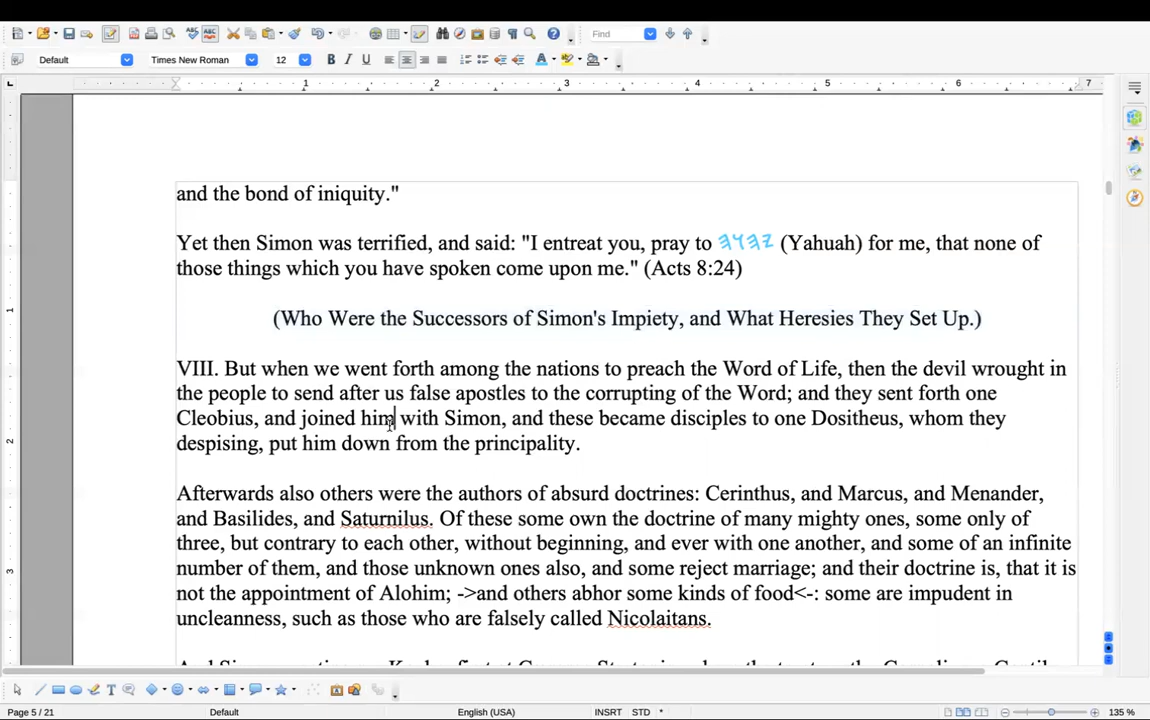 Find
Default
Times New Roman
12
1 2 3 4 5 6 7
and the bond of iniquity."
Yet then Simon was terrified, and said: "I entreat you, pray to 𐤉𐤄𐤅𐤄 (Yahuah) for me, that none of
those things which you have spoken come upon me." (Acts 8:24)
(Who Were the Successors of Simon's Impiety, and What Heresies They Set Up.)
VIII. But when we went forth among the nations to preach the Word of Life, then the devil wrought in
the people to send after us false apostles to the corrupting of the Word; and they sent forth one
Cleobius, and joined him with Simon, and these became disciples to one Dositheus, whom they
despising, put him down from the principality.
Afterwards also others were the authors of absurd doctrines: Cerinthus, and Marcus, and Menander,
and Basilides, and Saturnilus. Of these some own the doctrine of many mighty ones, some only of
three, but contrary to each other, without beginning, and ever with one another, and some of an infinite
number of them, and those unknown ones also, and some reject marriage; and their doctrine is, that it is
not the appointment of Alohim; ->and others abhor some kinds of food<-: some are impudent in
uncleanness, such as those who are falsely called Nicolaitans.
Page 5 / 21
Default
English (USA)
INSRT STD *
135 %